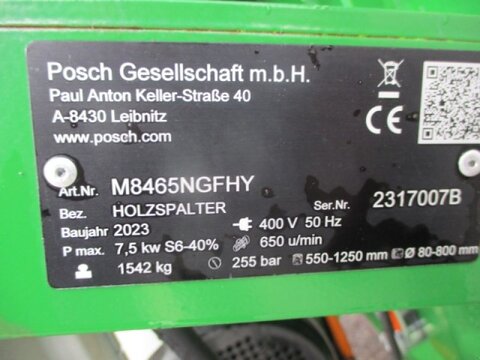 Posch Gesellschaft m.b.H.
Paul Anton Keller-Straße 40
A-8430 Leibnitz
www.posch.com
CE
Art.Nr. M8465NGFHY Ser.Nr. 2317007B
Bez. HOLZSPALTER 400 V 50 Hz
Baujahr 2023 650 u/min
P max. 7,5 kw S6-40% 255 bar 550-1250 mm Ø 80-800 mm
1542 kg